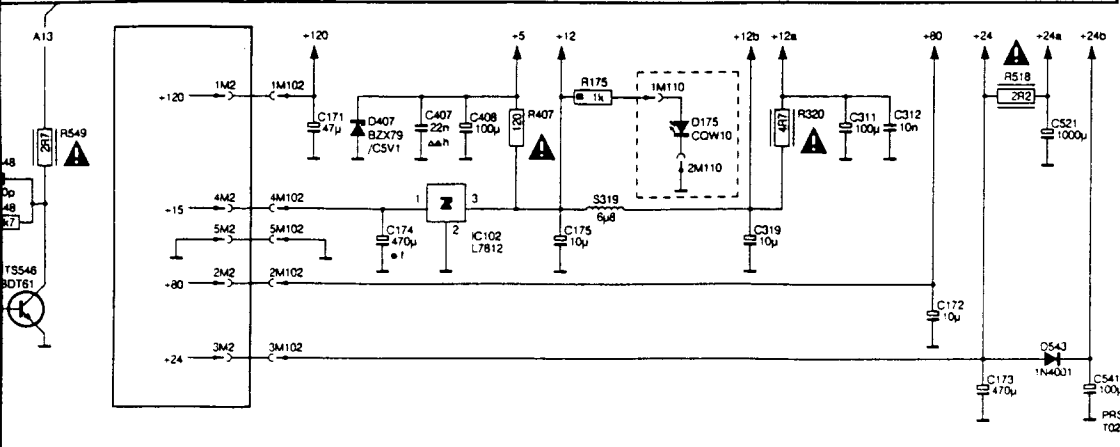 A13
+120
+5
+12
+12b
+12a
+80
+24
+24a
+24b
R549
2R7
+120
1M2
1M102
C171
47µ
D407
BZX79
/C5V1
C407
22n
C408
100µ
120
R407
R175
1k
1M110
D175
CQW10
2M110
4R7
R320
C311
100µ
C312
10n
R518
2R2
C521
1000µ
48
0p
48
k7
+15
4M2
4M102
5M2
5M102
C174
470µ
1
3
2
IC102
L7812
C175
10µ
S319
6µ8
C319
10µ
TS546
BDT61
+80
2M2
2M102
C172
10µ
+24
3M2
3M102
D543
1N4001
C173
470µ
C541
100µ